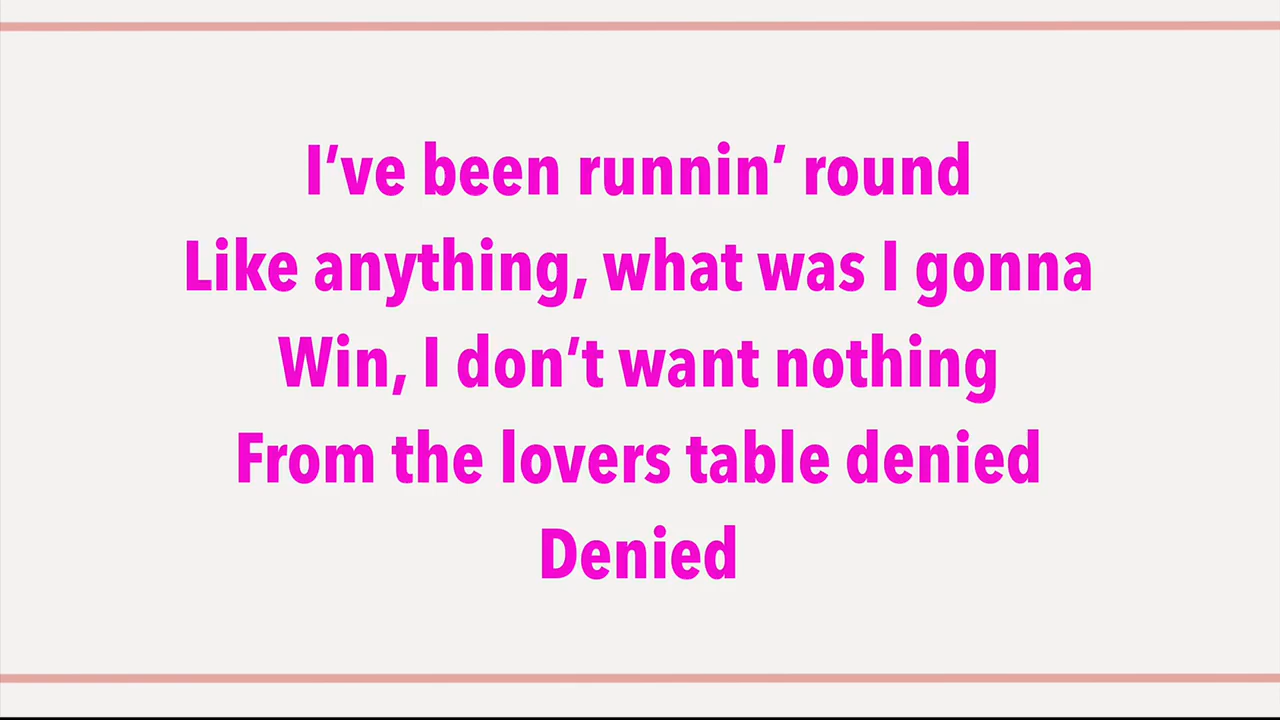 I’ve been runnin’ round
Like anything, what was I gonna
Win, I don’t want nothing
From the lovers table denied
Denied